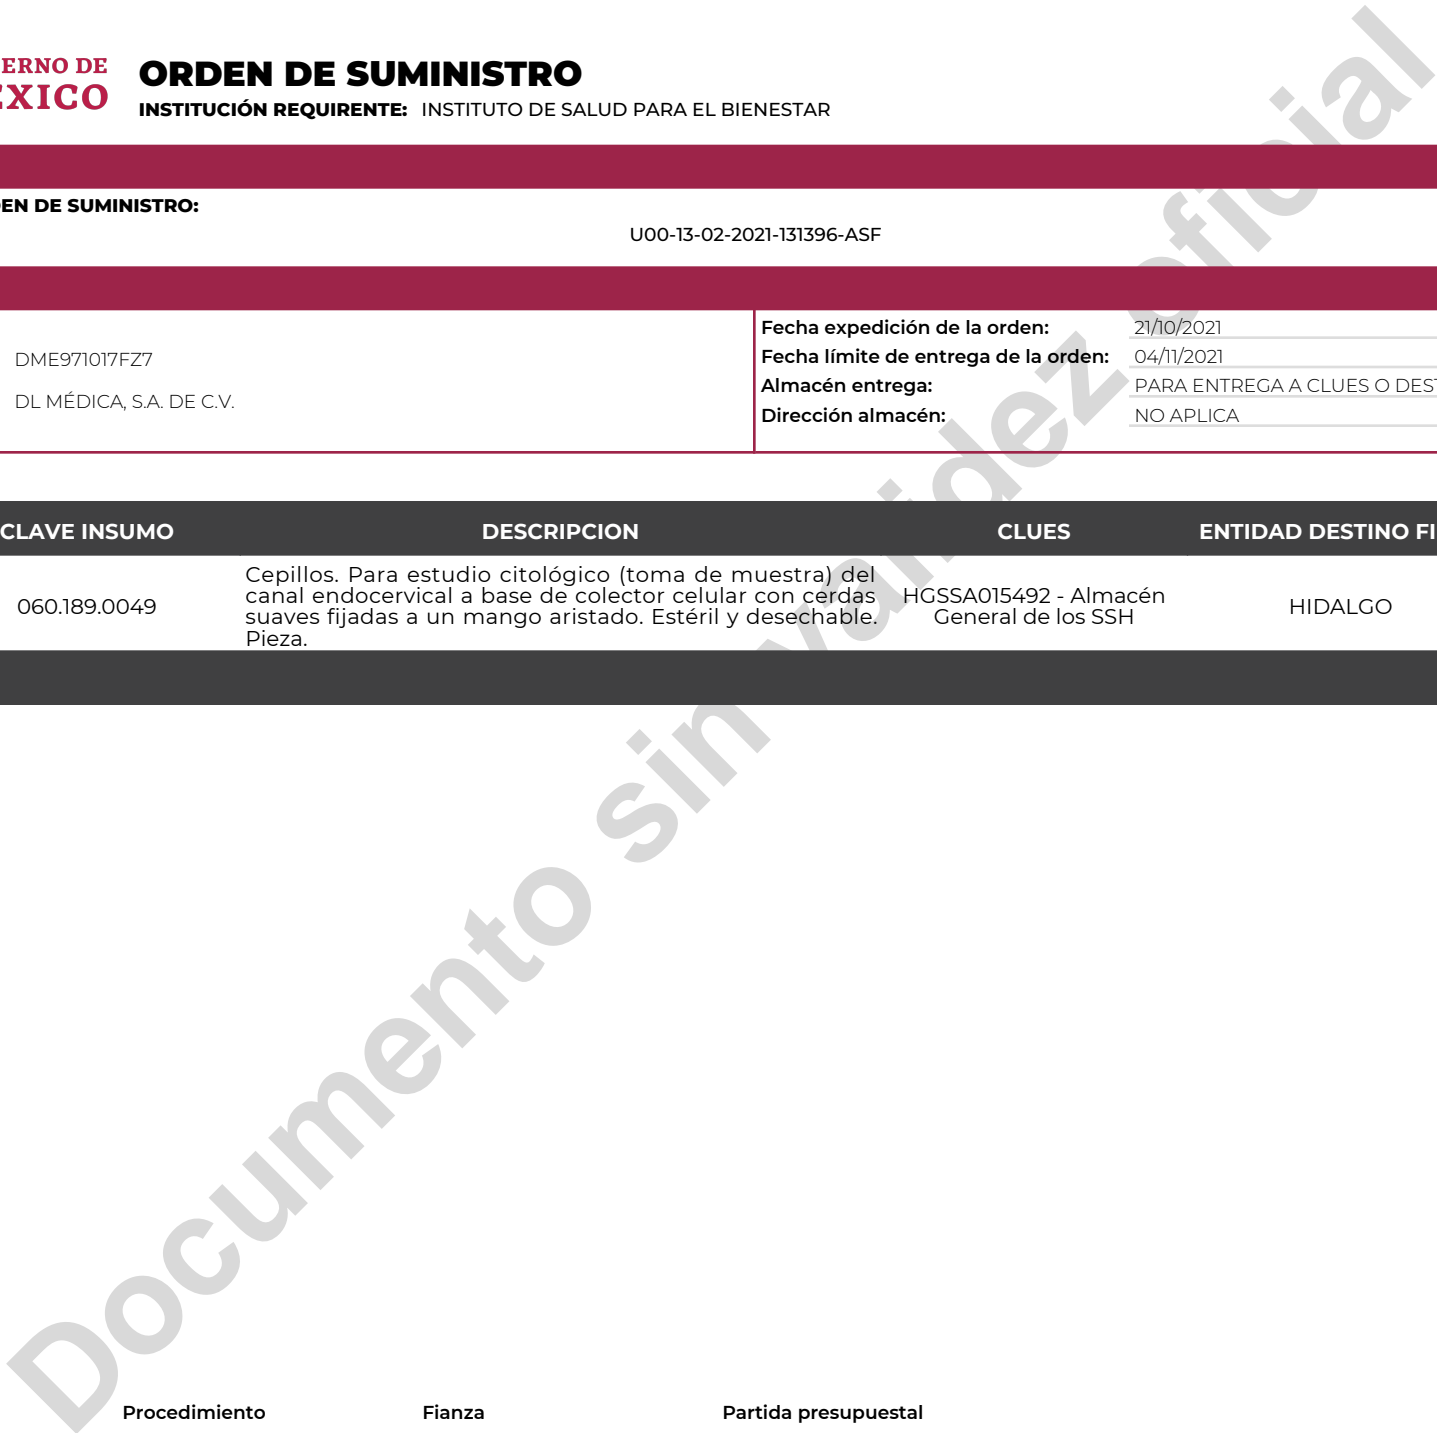 ERNO DE
EXICO
ORDEN DE SUMINISTRO
INSTITUCIÓN REQUIRENTE: INSTITUTO DE SALUD PARA EL BIENESTAR
EN DE SUMINISTRO:
U00-13-02-2021-131396-ASF
DME971017FZ7
DL MÉDICA, S.A. DE C.V.
Fecha expedición de la orden: 21/10/2021
Fecha límite de entrega de la orden: 04/11/2021
Almacén entrega: PARA ENTREGA A CLUES O DEST
Dirección almacén: NO APLICA
CLAVE INSUMO DESCRIPCION CLUES ENTIDAD DESTINO FI
060.189.0049
Cepillos. Para estudio citológico (toma de muestra) del
canal endocervical a base de colector celular con cerdas
suaves fijadas a un mango aristado. Estéril y desechable.
Pieza.
HGSSA015492 - Almacén
General de los SSH
HIDALGO
Documento sin validez oficial
Procedimiento Fianza Partida presupuestal